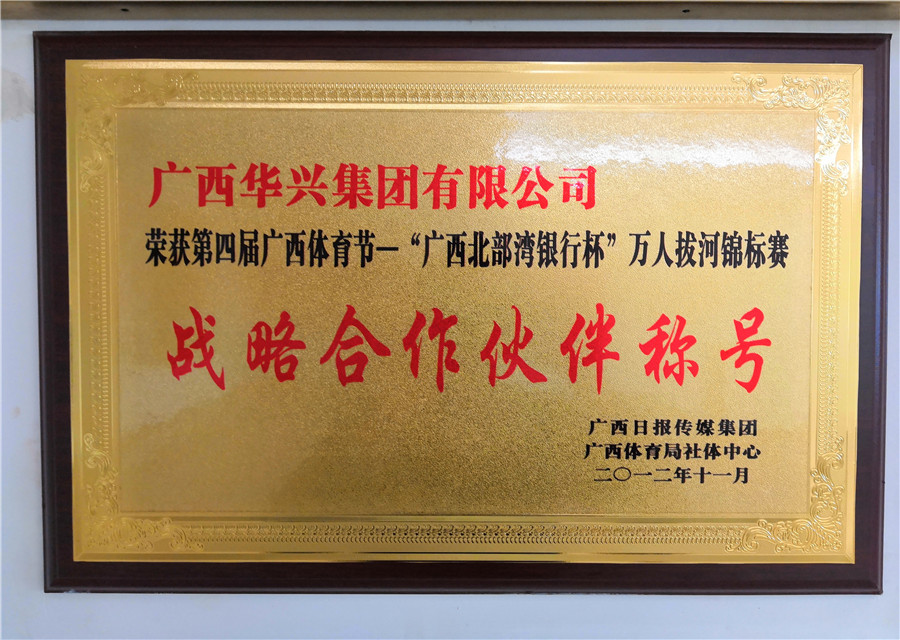 广西华兴集团有限公司
荣获第四届广西体育节—“广西北部湾银行杯”万人拔河锦标赛
战略合作伙伴称号
广西日报传媒集团
广西体育局社体中心
二〇一二年十一月